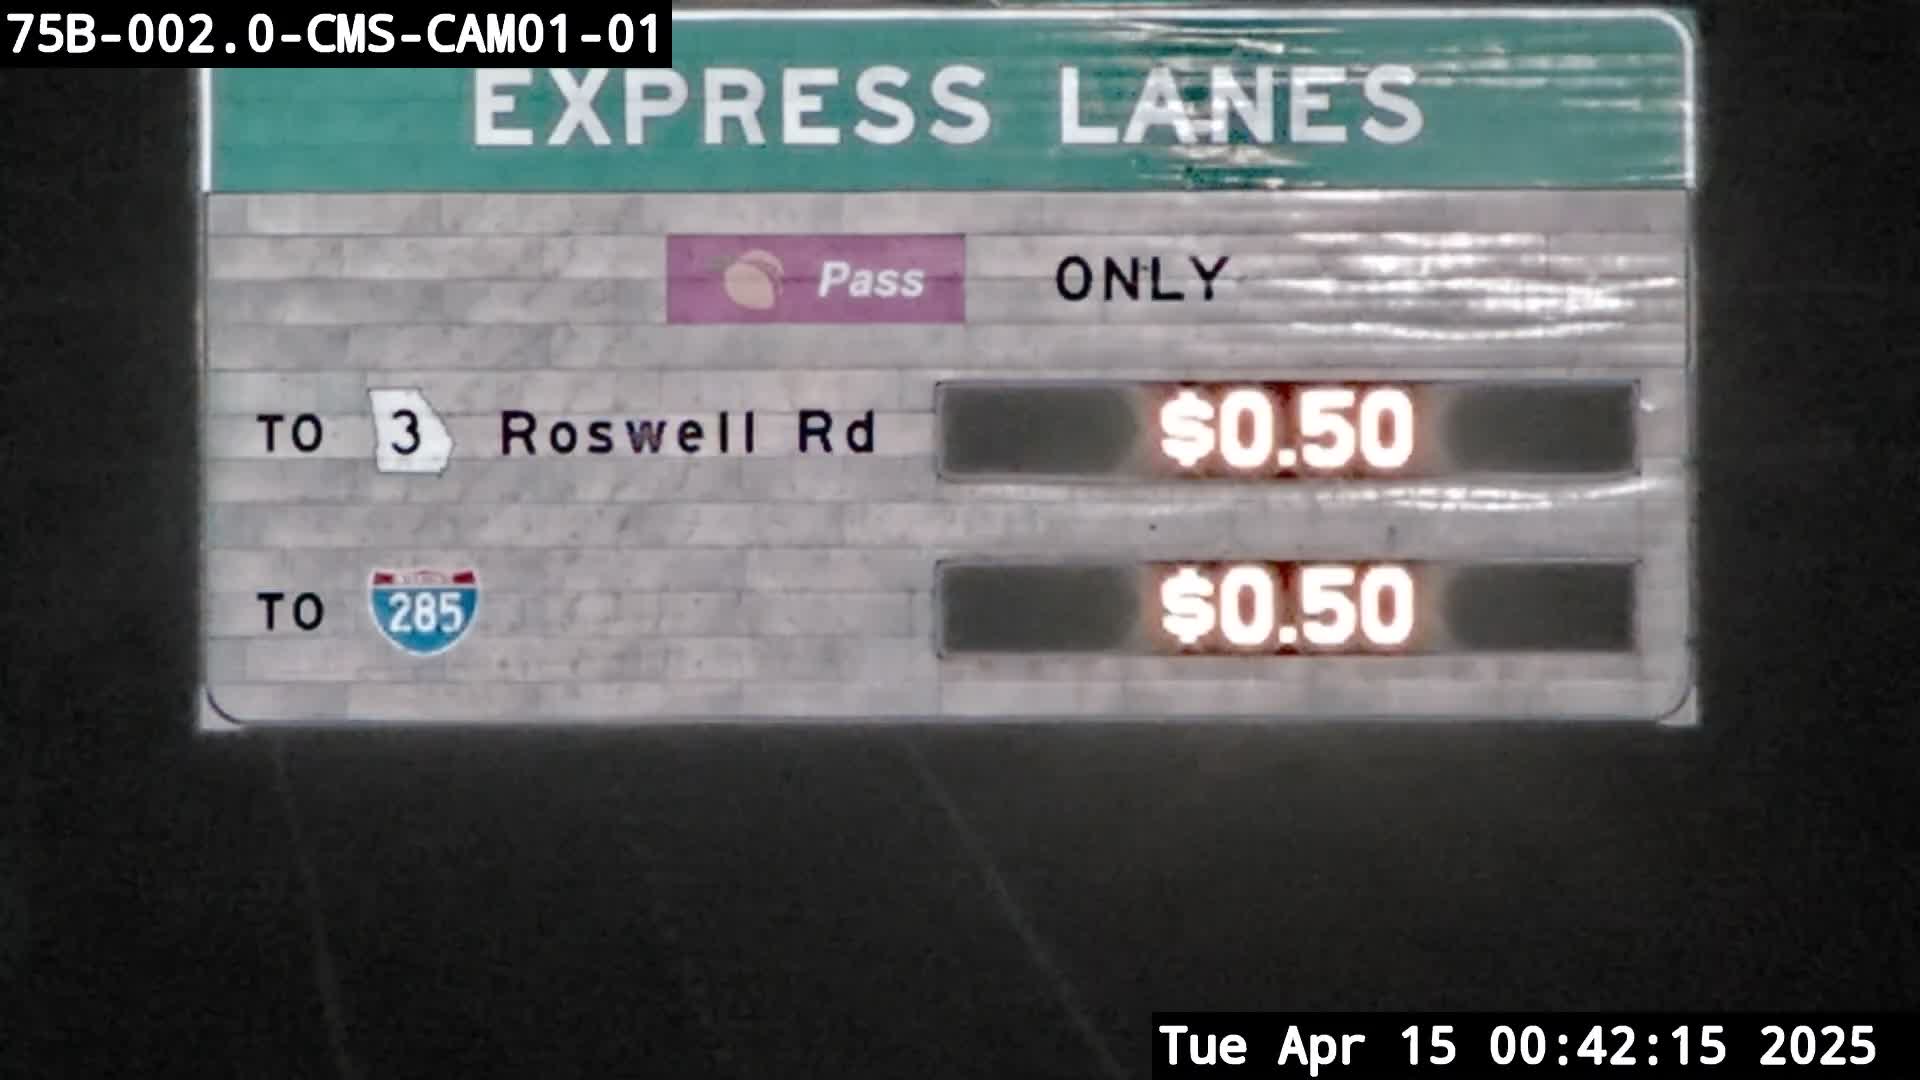 75B-002.0-CMS-CAM01-01
EXPRESS LANES
Pass ONLY
TO 3 Roswell Rd $0.50
TO 285 $0.50
Tue Apr 15 00:42:15 2025